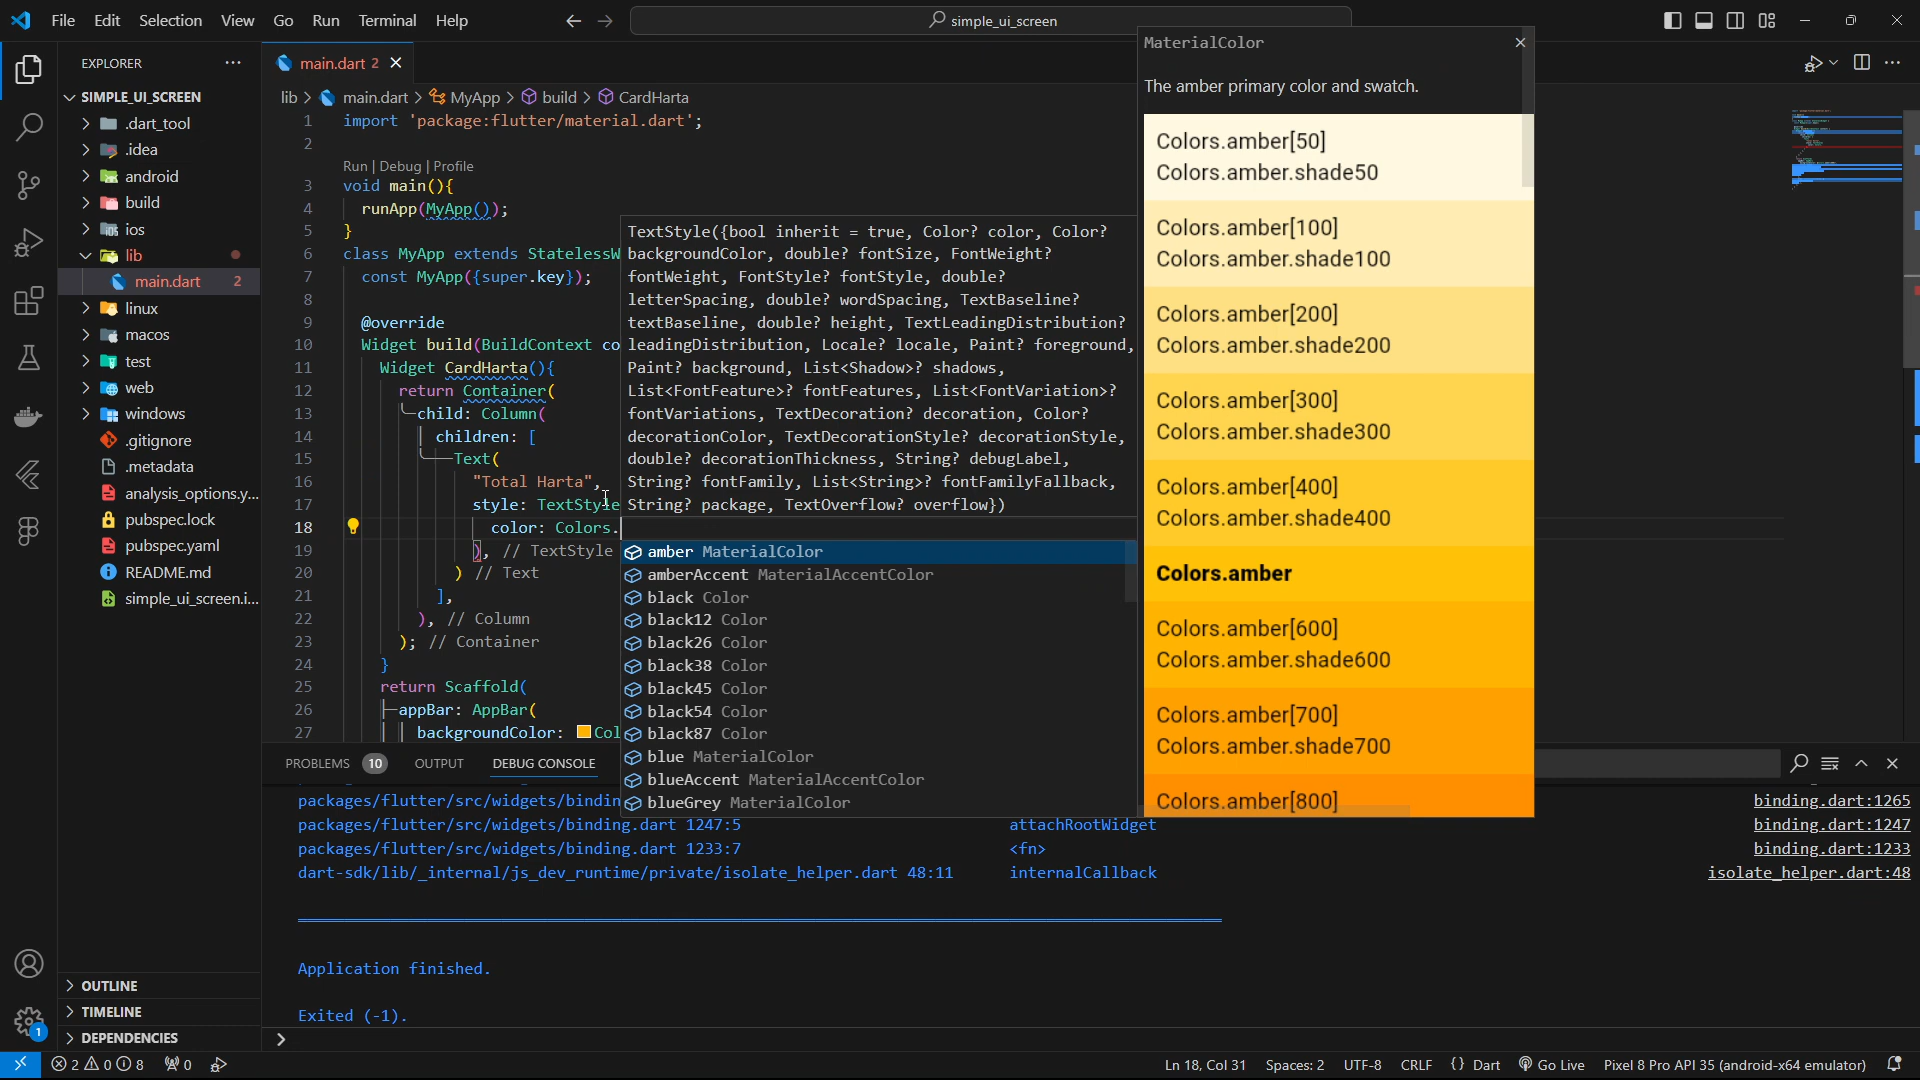 File Edit Selection View Go Run Terminal Help
simple_ui_screen
EXPLORER
main.dart 2
SIMPLE_UI_SCREEN
.dart_tool
.idea
android
build
ios
lib
main.dart 2
linux
macos
test
web
windows
.gitignore
.metadata
analysis_options.y...
pubspec.lock
pubspec.yaml
README.md
simple_ui_screen.i...
OUTLINE
TIMELINE
DEPENDENCIES
lib > main.dart > MyApp > build > CardHarta
1 import 'package:flutter/material.dart';
2
Run | Debug | Profile
3 void main(){
4 runApp(MyApp());
5 }
6 class MyApp extends StatelessW
7 const MyApp({super.key});
8
9 @override
10 Widget build(BuildContext co
11 Widget CardHarta(){
12 return Container(
13 child: Column(
14 children: [
15 Text(
16 "Total Harta",
17 style: TextStyle
18 color: Colors.
19 ), // TextStyle
20 ) // Text
21 ],
22 ), // Column
23 ); // Container
24 }
25 return Scaffold(
26 appBar: AppBar(
27 backgroundColor: Col
TextStyle({bool inherit = true, Color? color, Color?
backgroundColor, double? fontSize, FontWeight?
fontWeight, FontStyle? fontStyle, double?
letterSpacing, double? wordSpacing, TextBaseline?
textBaseline, double? height, TextLeadingDistribution?
leadingDistribution, Locale? locale, Paint? foreground,
Paint? background, List<Shadow>? shadows,
List<FontFeature>? fontFeatures, List<FontVariation>?
fontVariations, TextDecoration? decoration, Color?
decorationColor, TextDecorationStyle? decorationStyle,
double? decorationThickness, String? debugLabel,
String? fontFamily, List<String>? fontFamilyFallback,
String? package, TextOverflow? overflow})
amber MaterialColor
amberAccent MaterialAccentColor
black Color
black12 Color
black26 Color
black38 Color
black45 Color
black54 Color
black87 Color
blue MaterialColor
blueAccent MaterialAccentColor
blueGrey MaterialColor
MaterialColor
The amber primary color and swatch.
Colors.amber[50]
Colors.amber.shade50
Colors.amber[100]
Colors.amber.shade100
Colors.amber[200]
Colors.amber.shade200
Colors.amber[300]
Colors.amber.shade300
Colors.amber[400]
Colors.amber.shade400
Colors.amber
Colors.amber[600]
Colors.amber.shade600
Colors.amber[700]
Colors.amber.shade700
Colors.amber[800]
PROBLEMS 10 OUTPUT DEBUG CONSOLE
packages/flutter/src/widgets/bindin binding.dart:1265
packages/flutter/src/widgets/binding.dart 1247:5 attachRootWidget binding.dart:1247
packages/flutter/src/widgets/binding.dart 1233:7 <fn> binding.dart:1233
dart-sdk/lib/_internal/js_dev_runtime/private/isolate_helper.dart 48:11 internalCallback isolate_helper.dart:48
Application finished.
Exited (-1).
1
2 0 8 0 Ln 18, Col 31 Spaces: 2 UTF-8 CRLF {} Dart Go Live Pixel 8 Pro API 35 (android-x64 emulator)